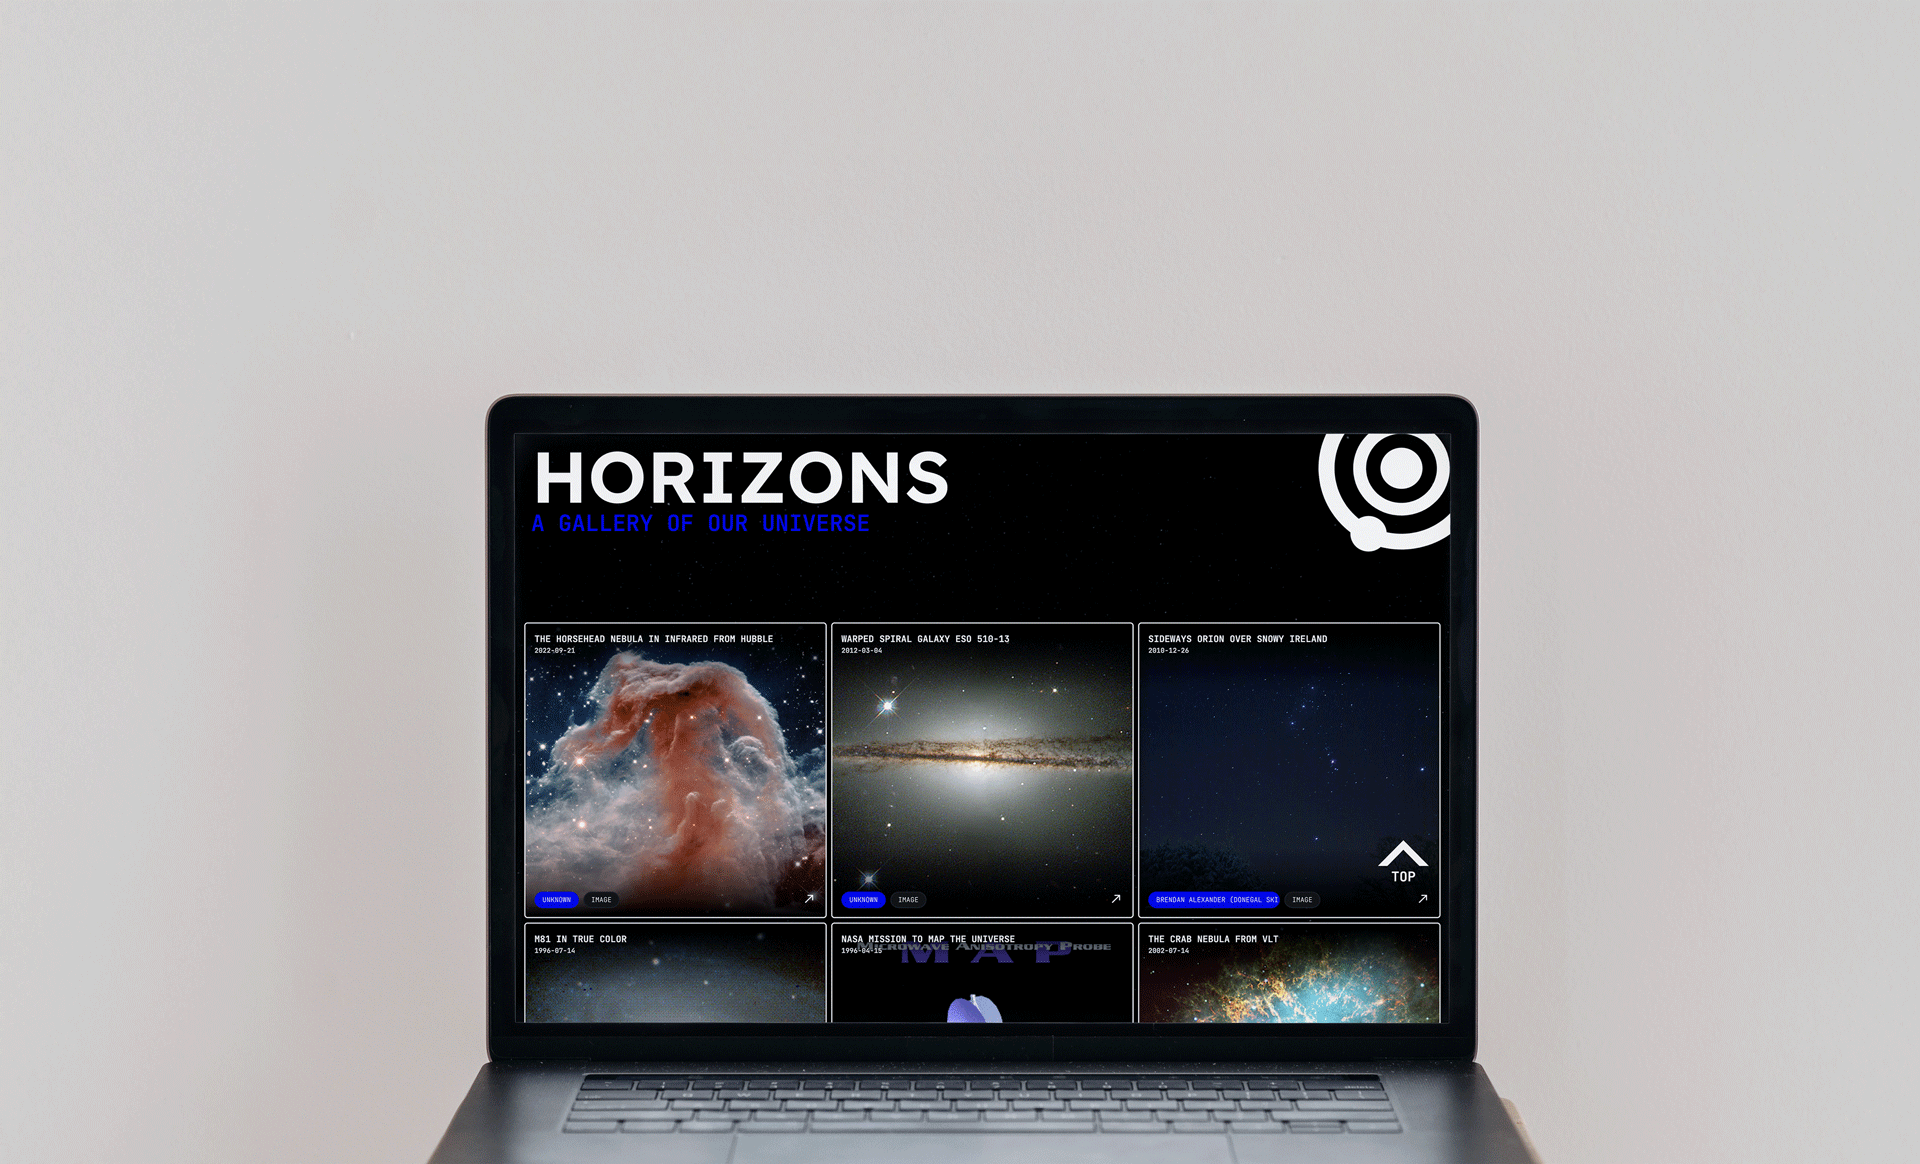 HORIZONS
A GALLERY OF OUR UNIVERSE
THE HORSEHEAD NEBULA IN INFRARED FROM HUBBLE
2022-09-21
UNKNOWN
IMAGE
WARPED SPIRAL GALAXY ESO 510-13
2012-03-04
UNKNOWN
IMAGE
SIDEWAYS ORION OVER SNOWY IRELAND
2010-12-26
TOP
BRENDAN ALEXANDER (DONEGAL SKI
IMAGE
M81 IN TRUE COLOR
1996-07-14
NASA MISSION TO MAP THE UNIVERSE
1996-04-15
MICROWAVE ANISOTROPY PROBE
MAP
THE CRAB NEBULA FROM VLT
2002-07-14